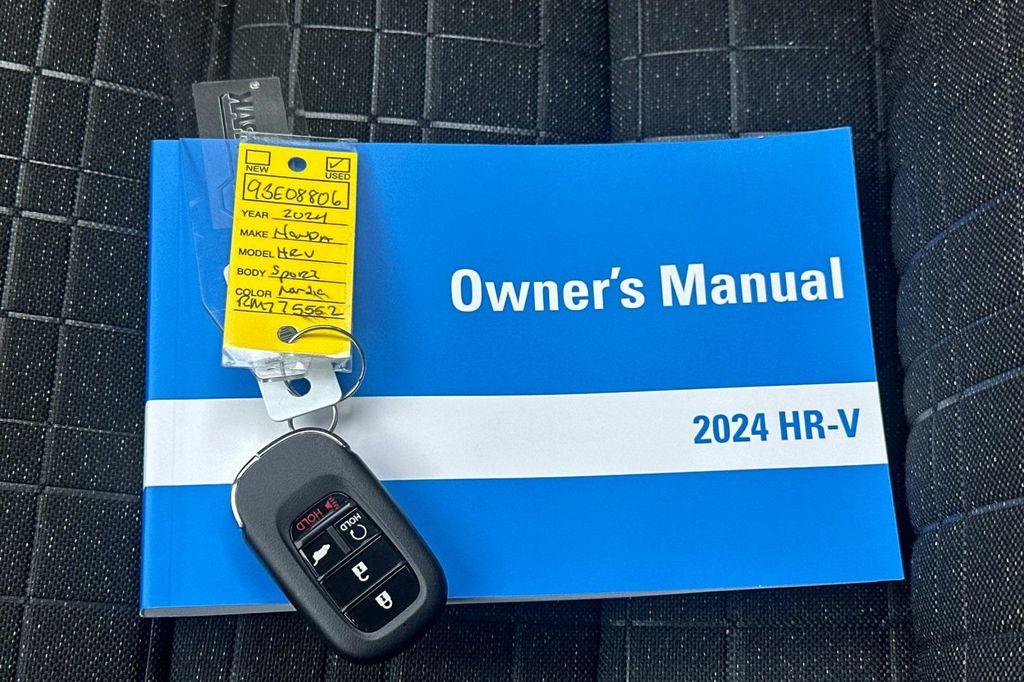 NEW
USED
93E08806
YEAR 2024
MAKE Honda
MODEL HRV
BODY Sport
COLOR
Owner's Manual
2024 HR-V
HOLD
HOLD